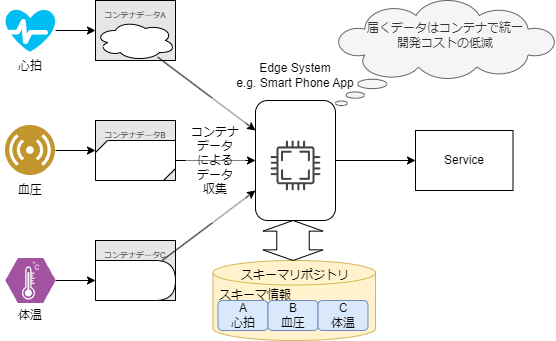 コンテナデータA
届くデータはコンテナで統一
開発コストの低減
心拍
Edge System
e.g. Smart Phone App
コンテナデータB
コンテナ
データ
による
データ
収集
Service
血圧
コンテナデータC
°C
体温
スキーマリポジトリ
スキーマ情報
A
心拍
B
血圧
C
体温